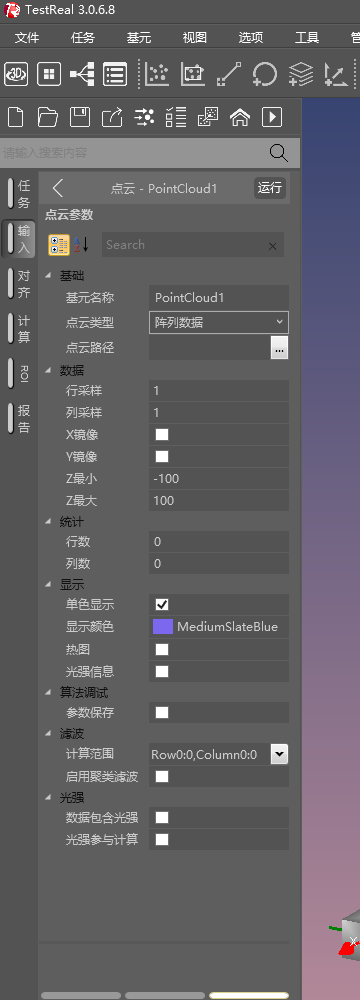 TestReal 3.0.6.8
文件 任务 基元 视图 选项 工具
3D
请输入搜索内容
任务
输入
对齐
计算
ROI
报告
点云 - PointCloud1 运行
点云参数
Search
基础
基元名称 PointCloud1
点云类型 阵列数据
点云路径 ...
数据
行采样 1
列采样 1
X镜像
Y镜像
Z最小 -100
Z最大 100
统计
行数 0
列数 0
显示
单色显示
显示颜色 MediumSlateBlue
热图
光强信息
算法调试
参数保存
滤波
计算范围 Row0:0,Column0:0
启用聚类滤波
光强
数据包含光强
光强参与计算
X